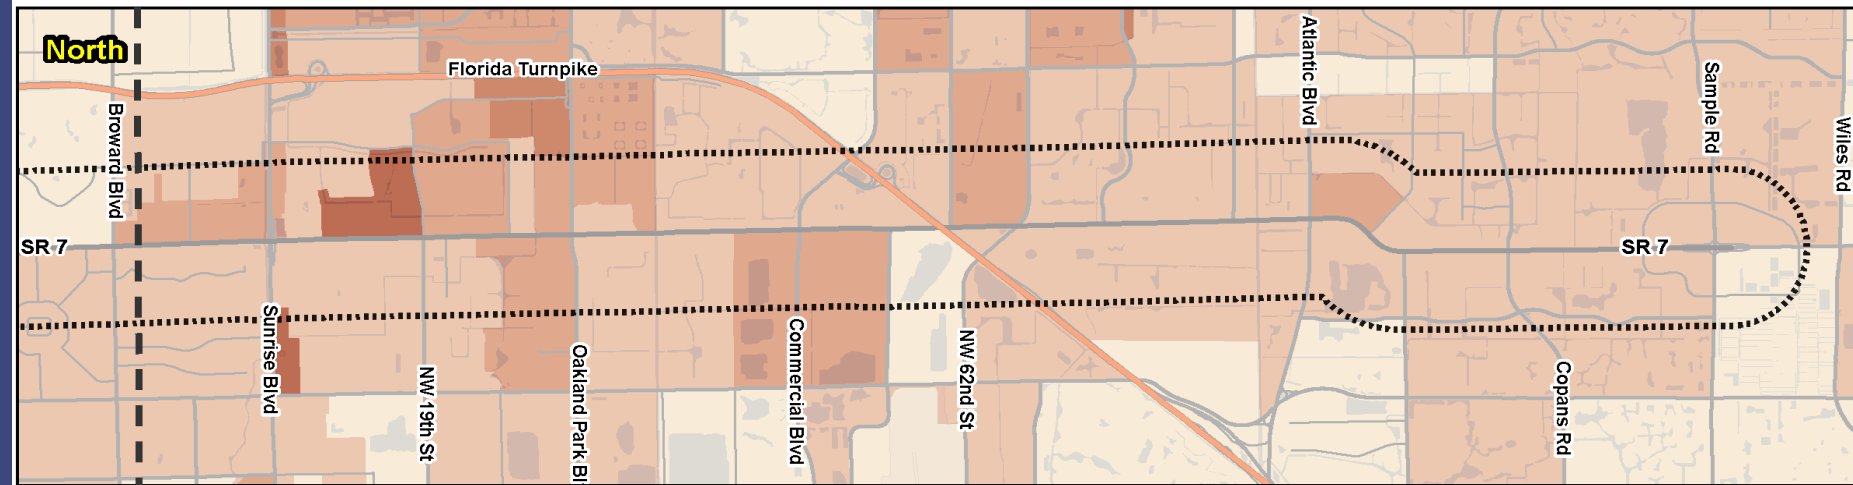 North
Florida Turnpike
Broward Blvd
Atlantic Blvd
Sample Rd
Wiles Rd
SR 7
SR 7
Sunrise Blvd
NW 19th St
Oakland Park Bl
Commercial Blvd
NW 62nd St
Copans Rd